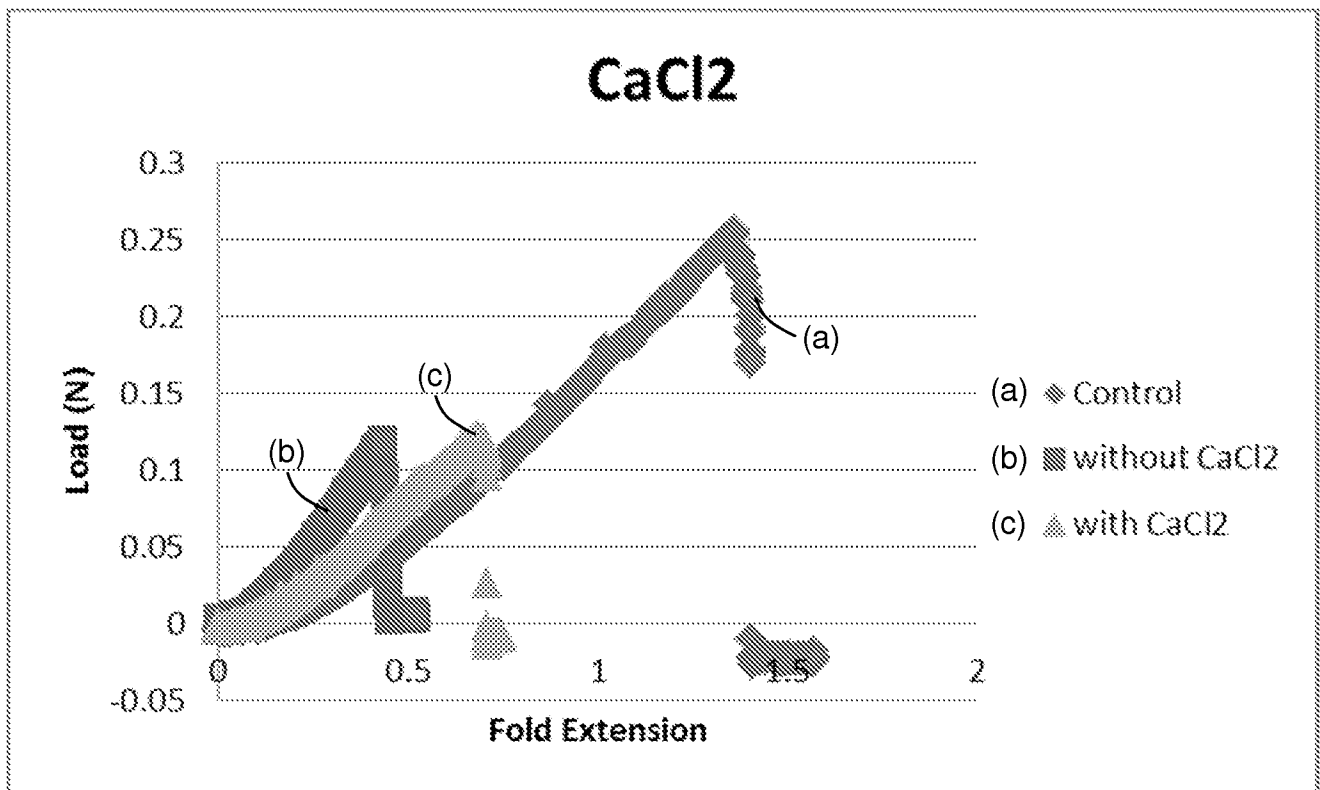 CaCl2
0.3
0.25
0.2
0.15
0.1
0.05
0
-0.05
Load (N)
(a)
(b)
(c)
0 0.5 1 1.5 2
Fold Extension
(a) Control
(b) without CaCl2
(c) with CaCl2